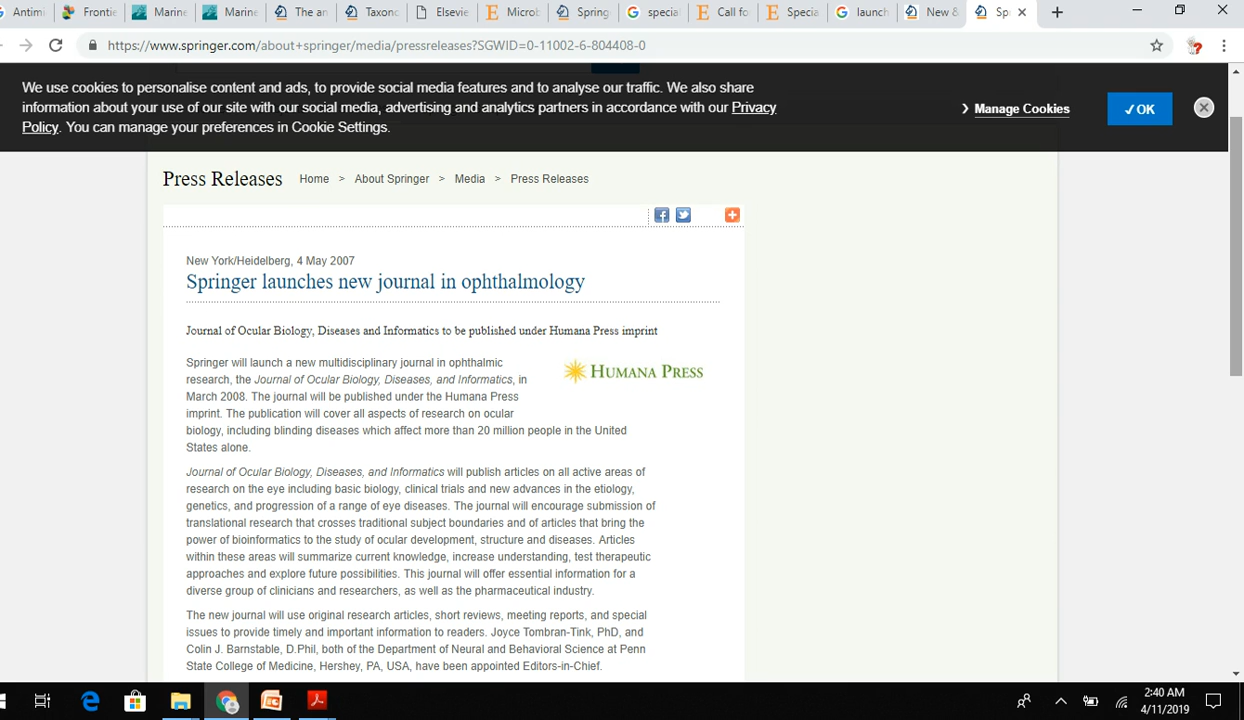 Antimi
Frontie
Marine
Marine
The an
Taxon
Elsevie
Microb
Spring
special
Call fo
Specia
launch
New &
Sp
https://www.springer.com/about+springer/media/pressreleases?SGWID=0-11002-6-804408-0
We use cookies to personalise content and ads, to provide social media features and to analyse our traffic. We also share
information about your use of our site with our social media, advertising and analytics partners in accordance with our Privacy
Policy. You can manage your preferences in Cookie Settings.
Manage Cookies
✓OK
Press Releases Home > About Springer > Media > Press Releases
New York/Heidelberg, 4 May 2007
Springer launches new journal in ophthalmology
Journal of Ocular Biology, Diseases and Informatics to be published under Humana Press imprint
Springer will launch a new multidisciplinary journal in ophthalmic
research, the Journal of Ocular Biology, Diseases, and Informatics, in
March 2008. The journal will be published under the Humana Press
imprint. The publication will cover all aspects of research on ocular
biology, including blinding diseases which affect more than 20 million people in the United
States alone.
HUMANA PRESS
Journal of Ocular Biology, Diseases, and Informatics will publish articles on all active areas of
research on the eye including basic biology, clinical trials and new advances in the etiology,
genetics, and progression of a range of eye diseases. The journal will encourage submission of
translational research that crosses traditional subject boundaries and of articles that bring the
power of bioinformatics to the study of ocular development, structure and diseases. Articles
within these areas will summarize current knowledge, increase understanding, test therapeutic
approaches and explore future possibilities. This journal will offer essential information for a
diverse group of clinicians and researchers, as well as the pharmaceutical industry.
The new journal will use original research articles, short reviews, meeting reports, and special
issues to provide timely and important information to readers. Joyce Tombran-Tink, PhD, and
Colin J. Barnstable, D.Phil, both of the Department of Neural and Behavioral Science at Penn
State College of Medicine, Hershey, PA, USA, have been appointed Editors-in-Chief.
2:40 AM
4/11/2019